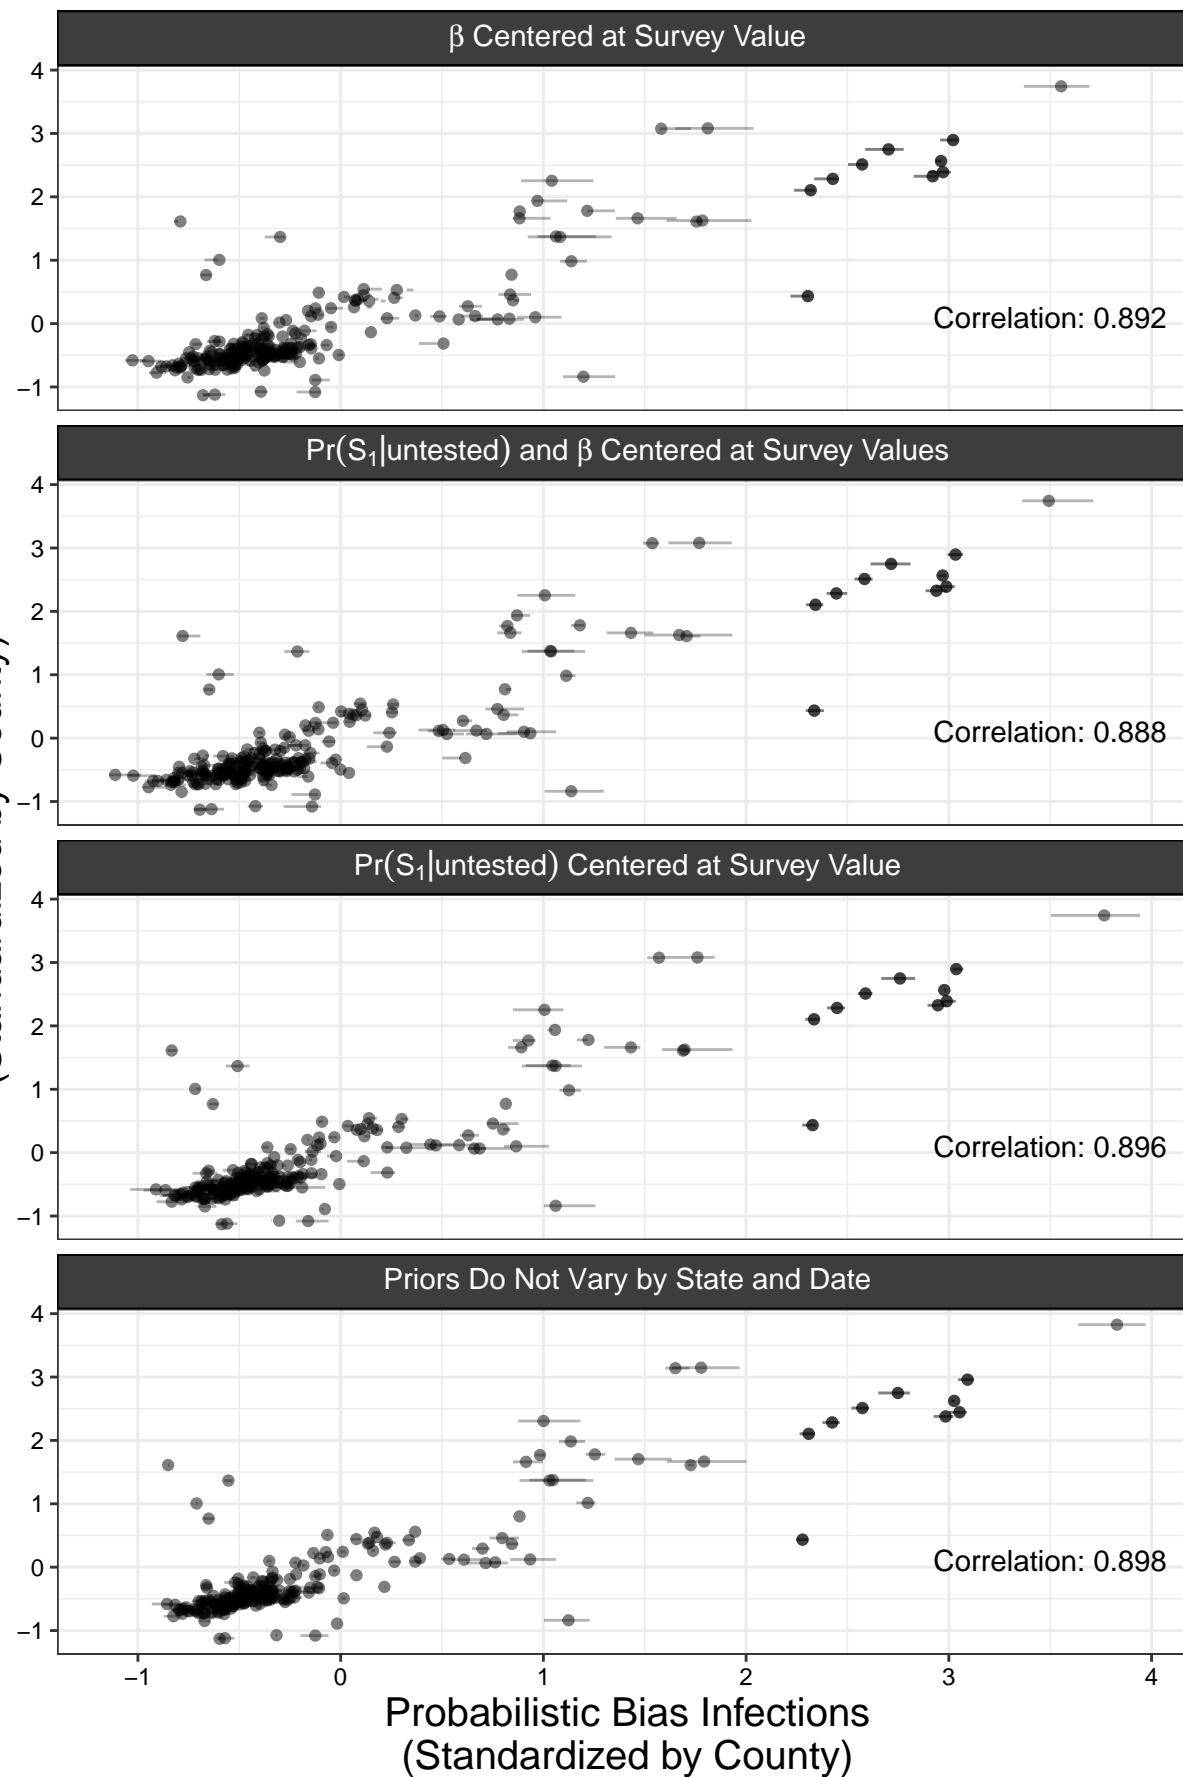 β Centered at Survey Value
4
3
2
1
0
−1
Correlation: 0.892
Pr(S₁|untested) and β Centered at Survey Values
4
3
2
1
0
−1
Correlation: 0.888
Pr(S₁|untested) Centered at Survey Value
4
3
2
1
0
−1
Correlation: 0.896
Priors Do Not Vary by State and Date
4
3
2
1
0
−1
Correlation: 0.898
−1 0 1 2 3 4
Probabilistic Bias Infections
(Standardized by County)